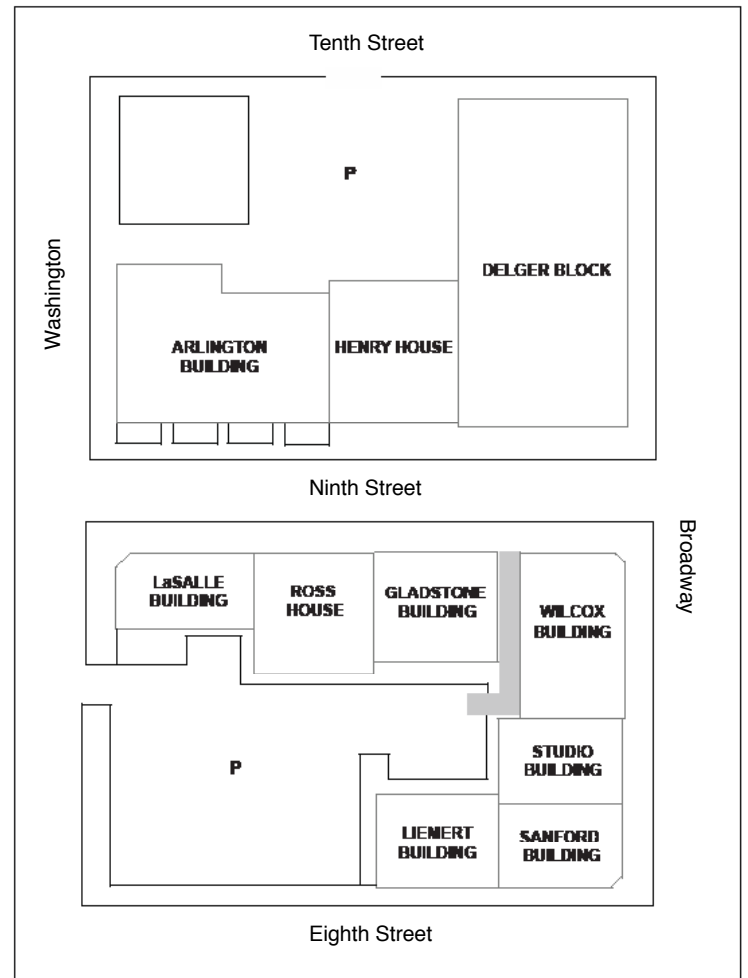 Tenth Street
P
Washington
DELGER BLOCK
ARLINGTON
BUILDING
HENRY HOUSE
Ninth Street
Broadway
LaSALLE
BUILDING
ROSS
HOUSE
GLADSTONE
BUILDING
WILCOX
BUILDING
P
STUDIO
BUILDING
LIEMERT
BUILDING
SANFORD
BUILDING
Eighth Street